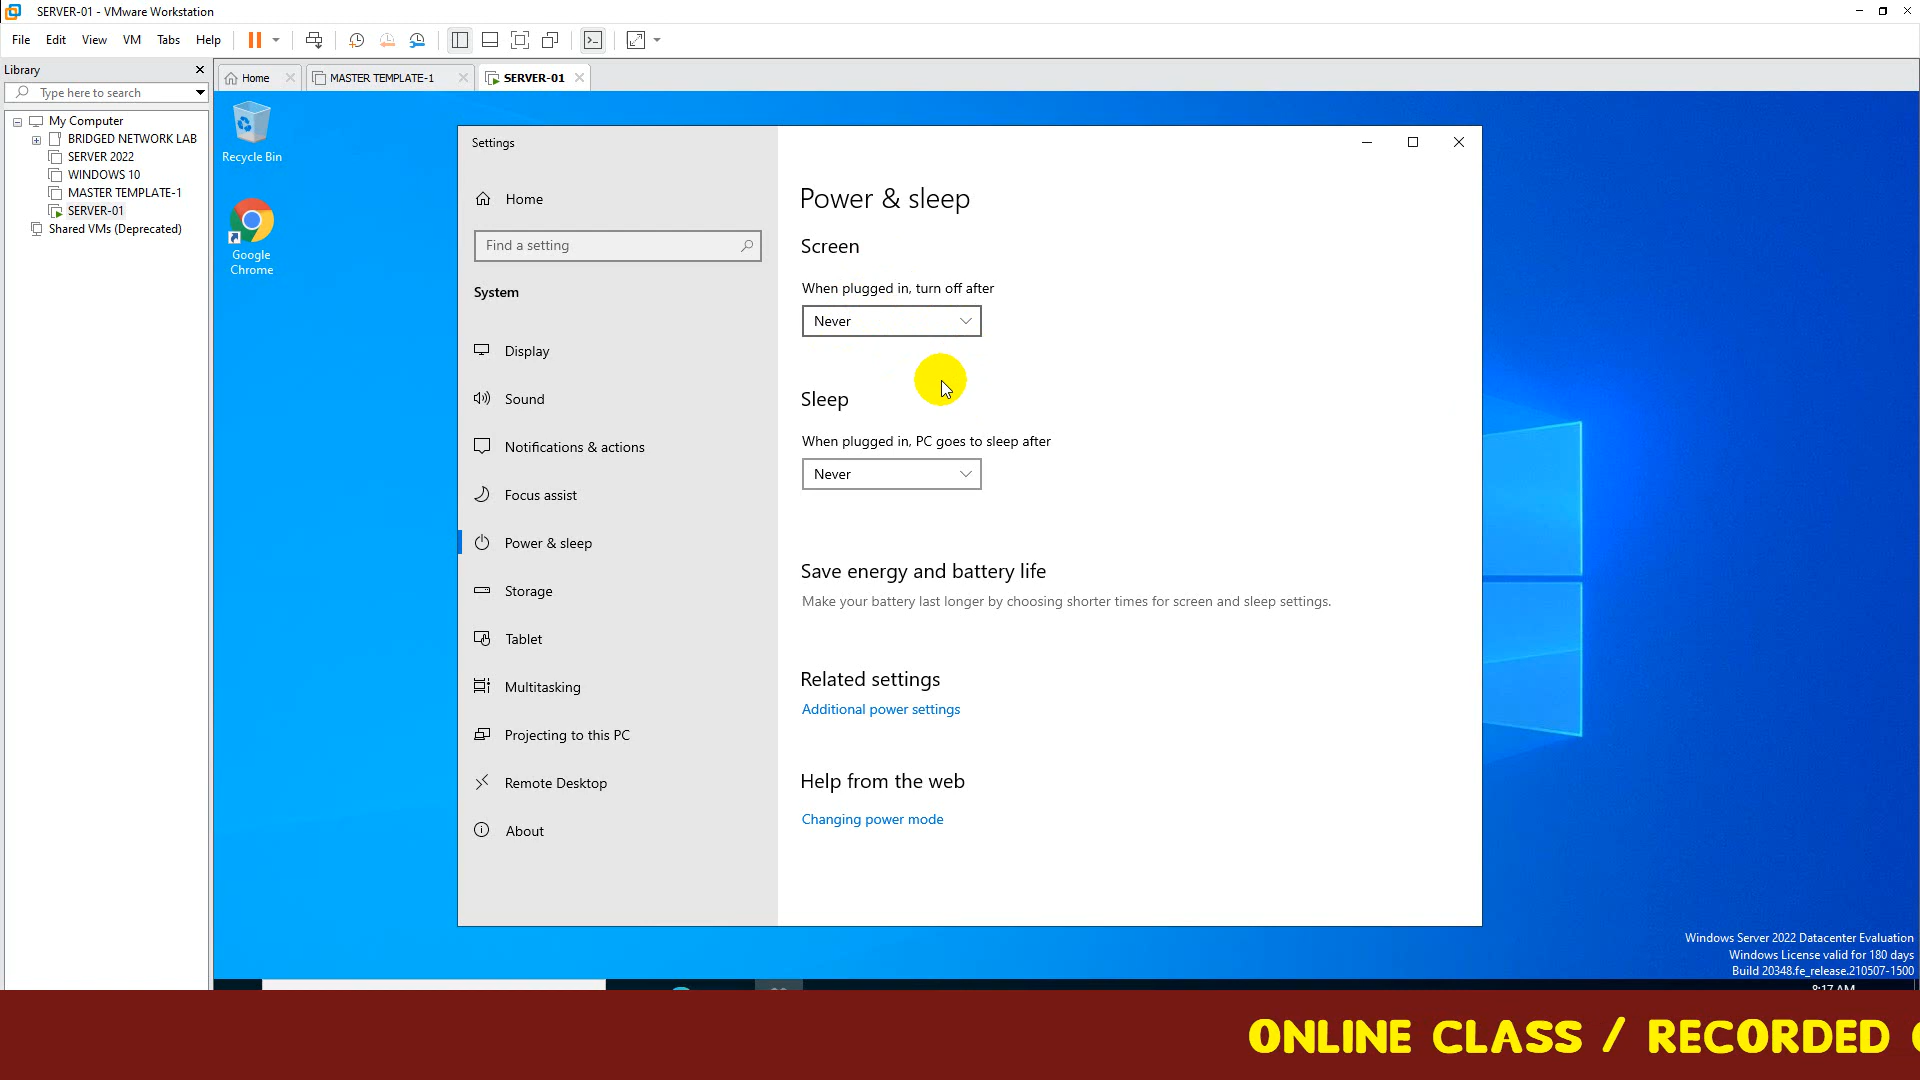 SERVER-01 - VMware Workstation
File Edit View VM Tabs Help
Library
Type here to search
My Computer
BRIDGED NETWORK LAB
SERVER 2022
WINDOWS 10
MASTER TEMPLATE-1
SERVER-01
Shared VMs (Deprecated)
Home
MASTER TEMPLATE-1
SERVER-01
Recycle Bin
Google
Chrome
Settings
Home
Find a setting
System
Display
Sound
Notifications & actions
Focus assist
Power & sleep
Storage
Tablet
Multitasking
Projecting to this PC
Remote Desktop
About
Power & sleep
Screen
When plugged in, turn off after
Never
Sleep
When plugged in, PC goes to sleep after
Never
Save energy and battery life
Make your battery last longer by choosing shorter times for screen and sleep settings.
Related settings
Additional power settings
Help from the web
Changing power mode
Windows Server 2022 Datacenter Evaluation
Windows License valid for 180 days
Build 20348.fe_release.210507-1500
8:17 AM
ONLINE CLASS / RECORDED